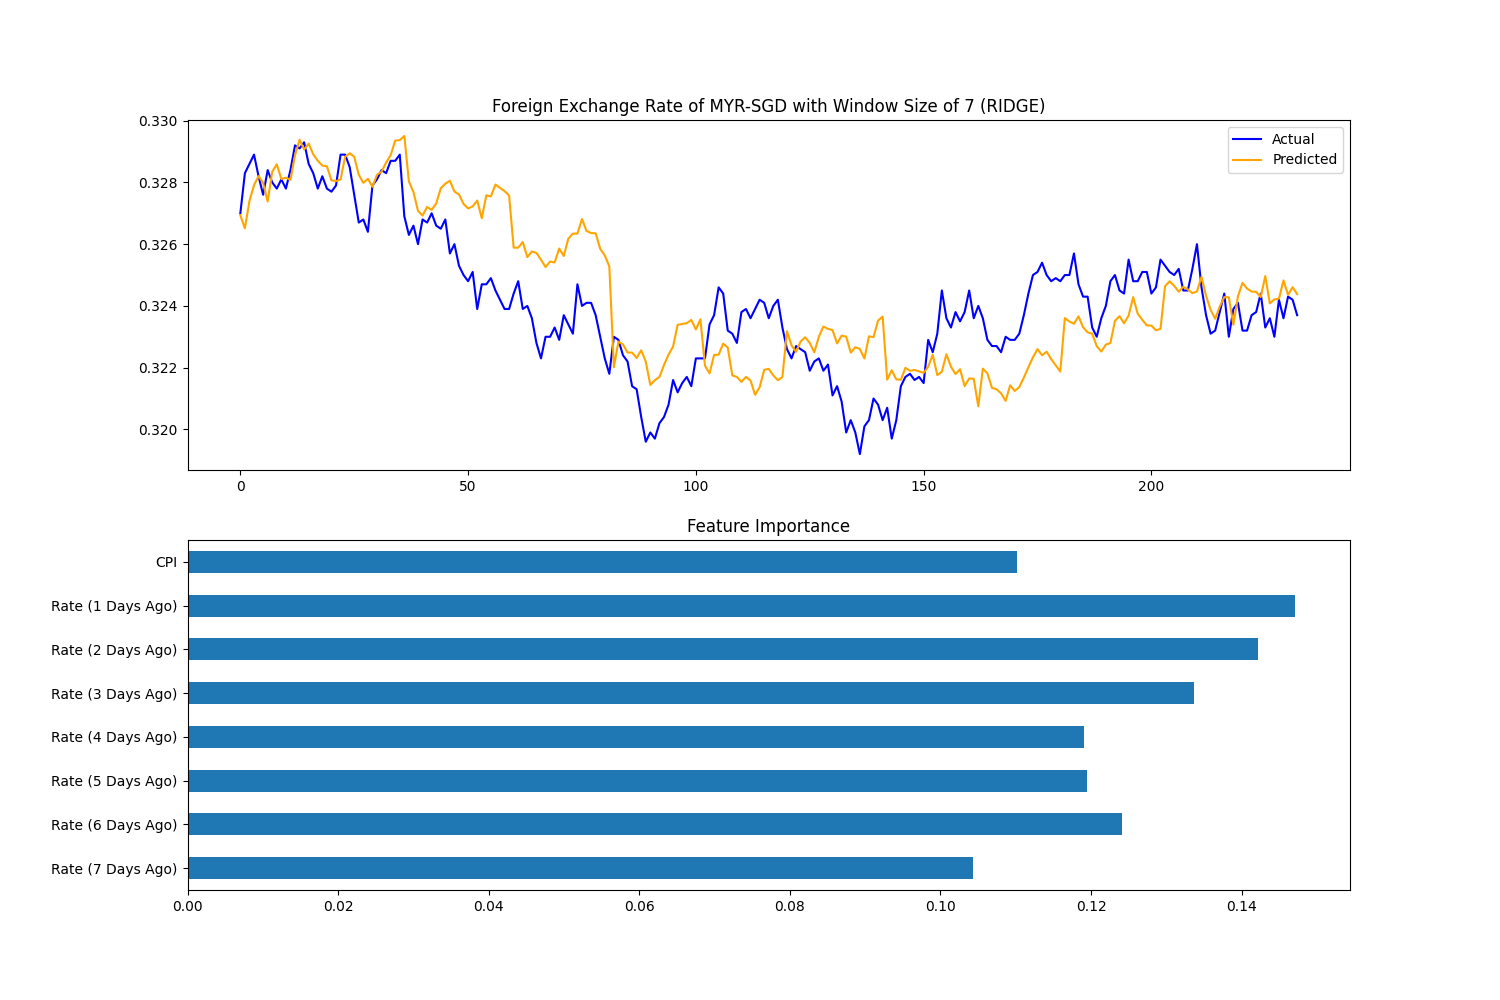 Foreign Exchange Rate of MYR-SGD with Window Size of 7 (RIDGE)
0.330
0.328
0.326
0.324
0.322
0.320
Actual
Predicted
0 50 100 150 200
Feature Importance
CPI
Rate (1 Days Ago)
Rate (2 Days Ago)
Rate (3 Days Ago)
Rate (4 Days Ago)
Rate (5 Days Ago)
Rate (6 Days Ago)
Rate (7 Days Ago)
0.00 0.02 0.04 0.06 0.08 0.10 0.12 0.14